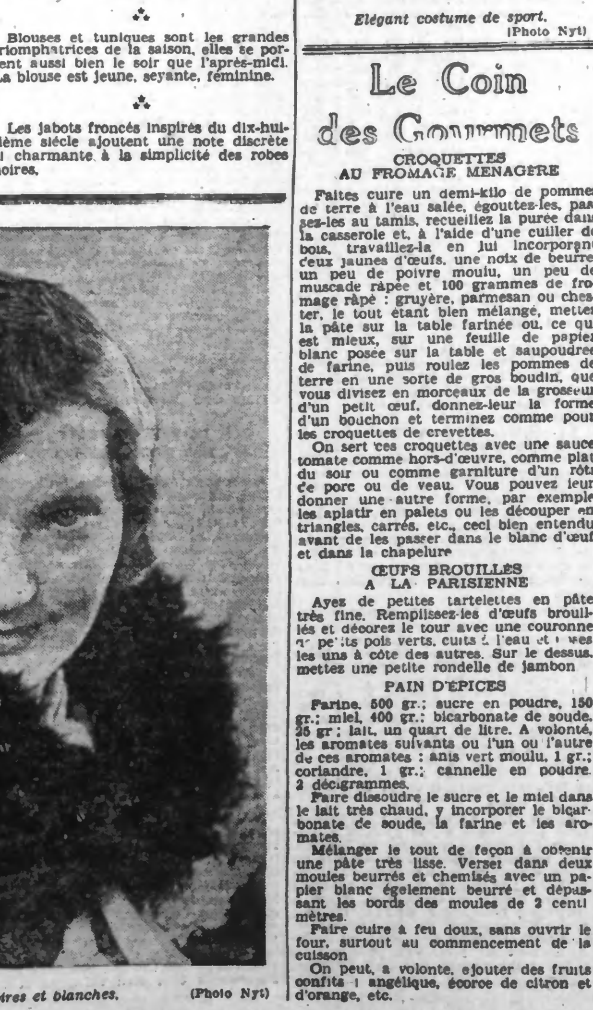 Blouses et tuniques sont les grandes
riomphatrices de la saison, elles se por-
ent aussi bien le soir que l'après-midi.
La blouse est jeune, seyante, féminine.
Les jabots froncés inspirés du dix-hui-
ième siècle ajoutent une note discrète
i charmante à la simplicité des robes
noires.
ires et blanches.
(Photo Nyt)
Elégant costume de sport.
(Photo Nyt)
Le Coin
des Gourmets
CROQUETTES
AU FROMAGE MENAGERE
Faites cuire un demi-kilo de pomme
de terre à l'eau salée, égouttez-les, pas
sez-les au tamis, recueillez la purée dans
la casserole et, à l'aide d'une cuiller de
bois, travaillez-la en lui incorporant
deux jaunes d'œufs, une noix de beurre
un peu de poivre moulu, un peu de
muscade râpée et 100 grammes de fro
mage râpé : gruyère, parmesan ou ches
ter, le tout étant bien mélangé, mettez
la pâte sur la table farinée ou, ce qui
est mieux, sur une feuille de papier
blanc posée sur la table et saupoudrée
de farine, puis roulez les pommes de
terre en une sorte de gros boudin, que
vous divisez en morceaux de la grosseur
d'un petit œuf, donnez-leur la forme
d'un bouchon et terminez comme pour
les croquettes de crevettes.
On sert ces croquettes avec une sauce
tomate comme hors-d'œuvre, comme plat
du soir ou comme garniture d'un rôti
de porc ou de veau. Vous pouvez leur
donner une autre forme, par exemple
les aplatir en palets ou les découper en
triangles, carrés, etc., ceci bien entendu
avant de les passer dans le blanc d'œuf
et dans la chapelure
ŒUFS BROUILLÉS
A LA PARISIENNE
Ayez de petites tartelettes en pâte
très fine. Remplissez-les d'œufs brouil-
lés et décorez le tour avec une couronne
pe'its pois verts, cuits à l'eau et
les uns à côte des autres. Sur le dessus,
mettez une petite rondelle de jambon
PAIN D'ÉPICES
Farine, 500 gr.; sucre en poudre, 150
gr.; miel, 400 gr.; bicarbonate de soude,
25 gr ; lait, un quart de litre. A volonté,
les aromates suivants ou l'un ou l'autre
de ces aromates : anis vert moulu, 1 gr.;
coriandre, 1 gr.; cannelle en poudre
2 décigrammes.
Faire dissoudre le sucre et le miel dans
le lait très chaud, y incorporer le bicar-
bonate de soude, la farine et les aro-
mates.
Mélanger le tout de façon à obtenir
une pâte très lisse. Verser dans deux
moules beurrés et chemisés avec un pa-
pier blanc également beurré et dépas-
sant les bords des moules de 2 centi
mètres.
Faire cuire à feu doux, sans ouvrir le
four, surtout au commencement de la
cuisson
On peut, a volonte, ajouter des fruits
confits : angélique, écorce de citron et
d'orange, etc.